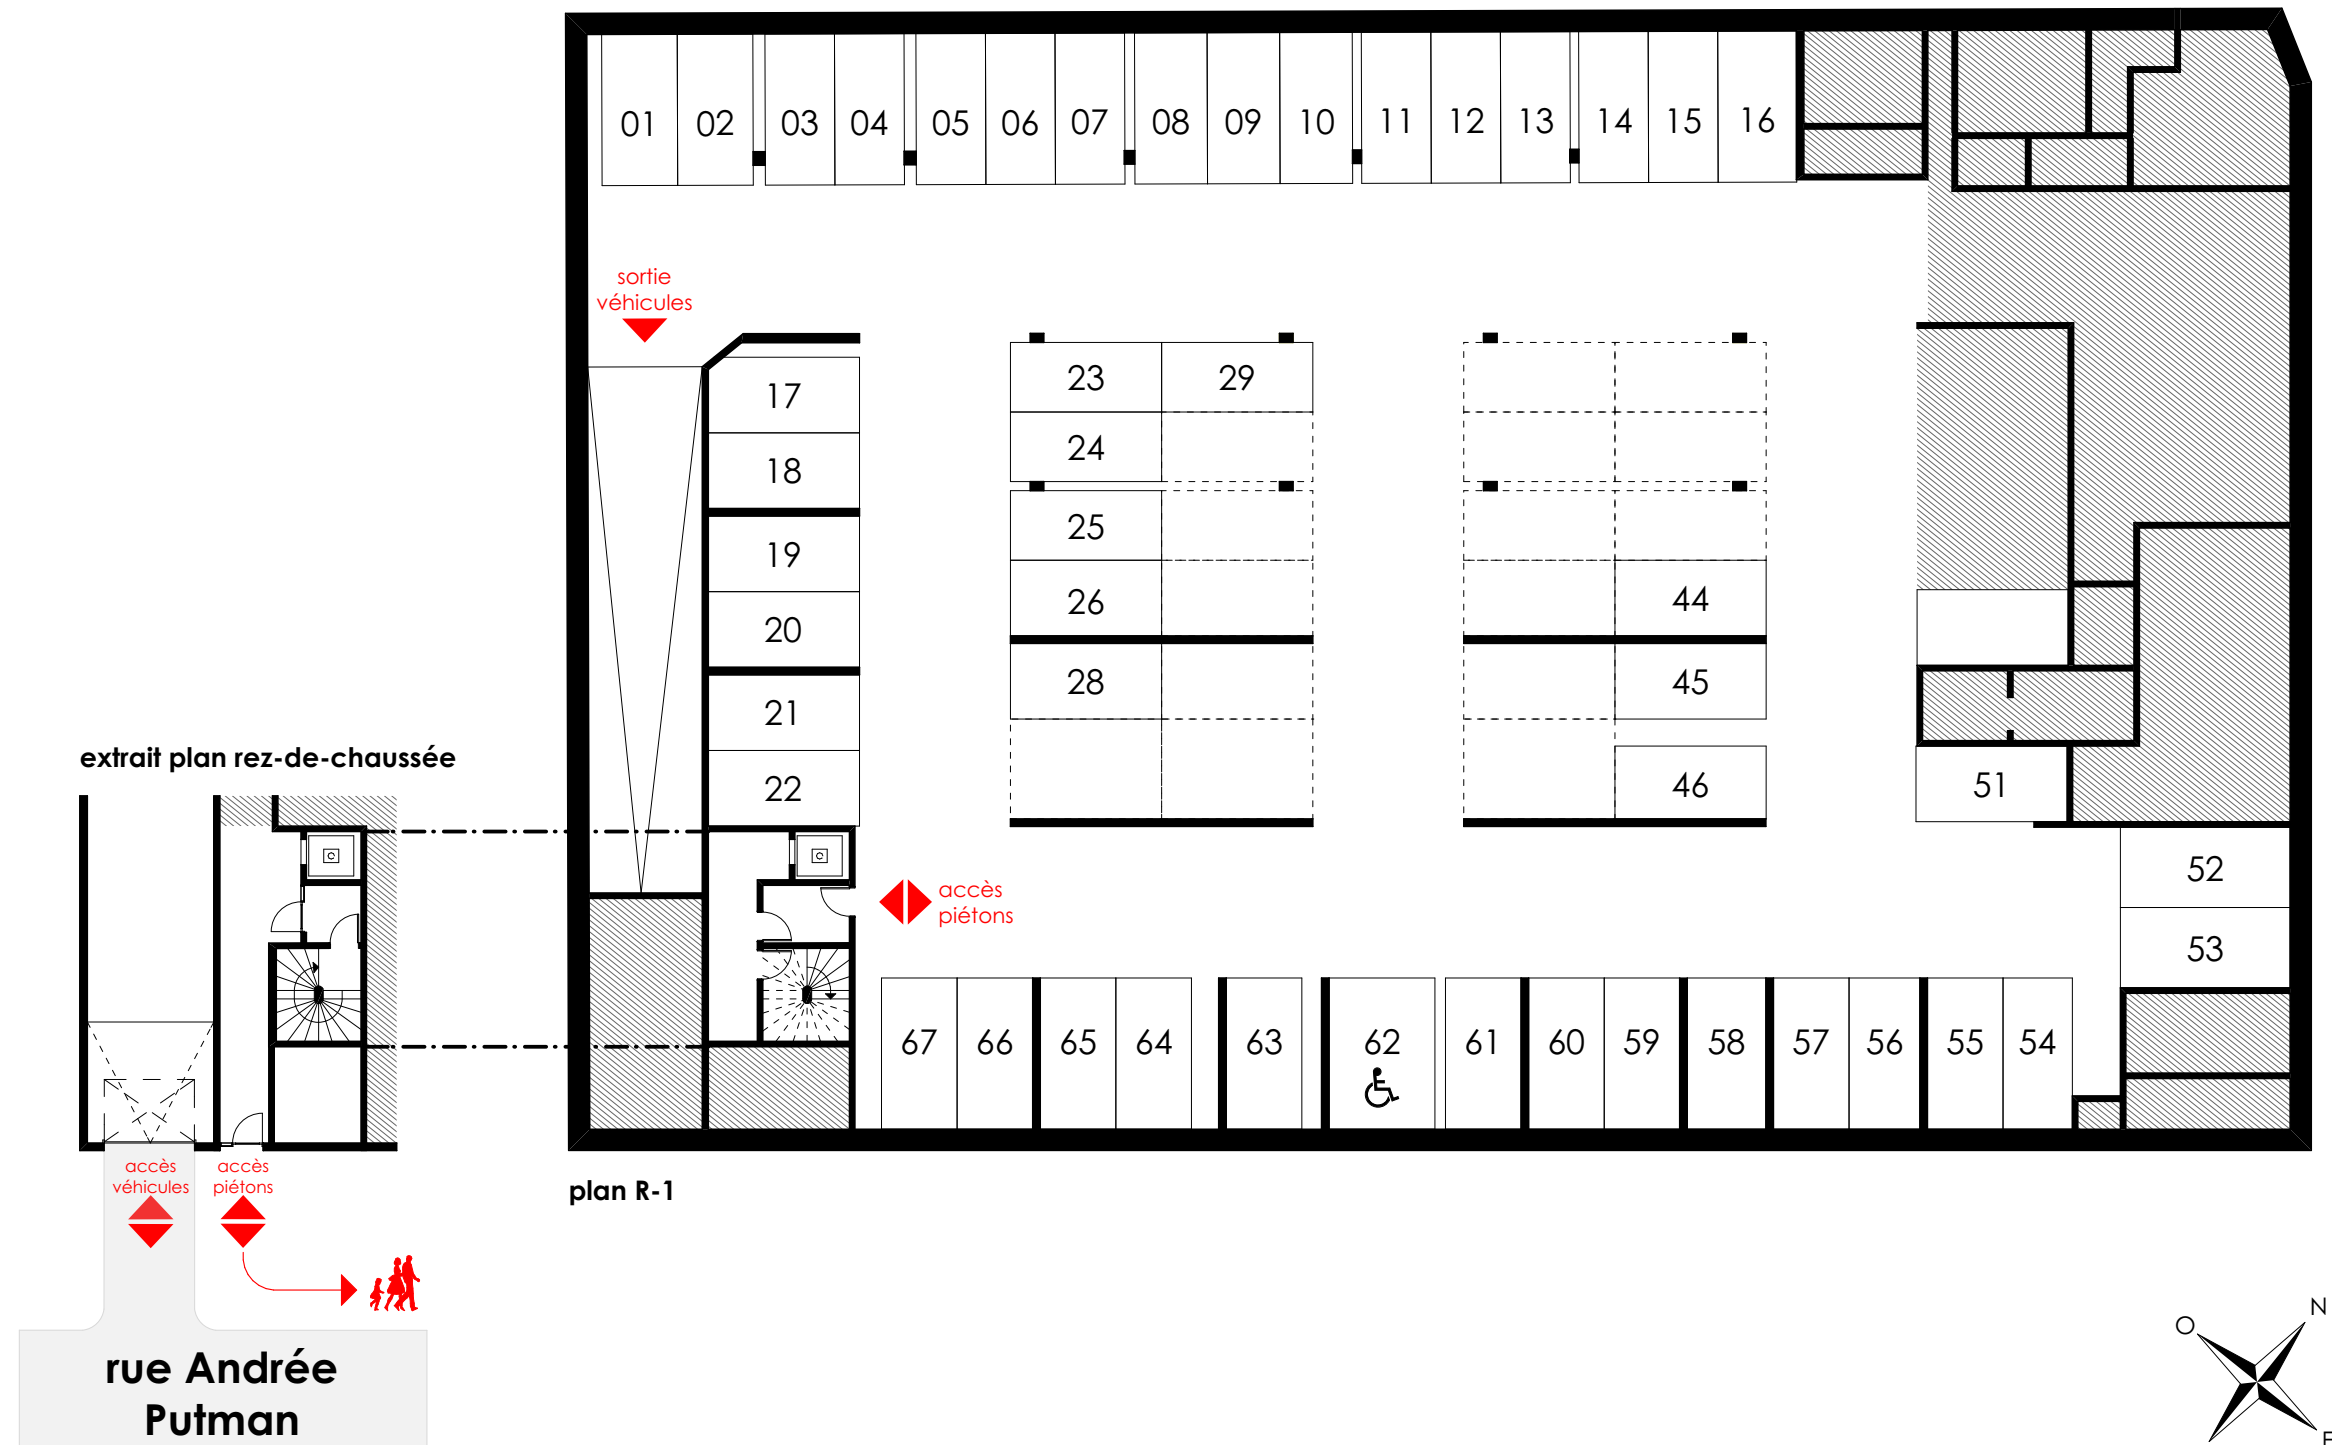 01 02 03 04 05 06 07 08 09 10 11 12 13 14 15 16
sortie
véhicules
17
18
19
20
21
22
23 29
24
25
26
28
44
45
46
51
52
53
accès
piétons
67 66 65 64 63 62 61 60 59 58 57 56 55 54
extrait plan rez-de-chaussée
accès
véhicules
accès
piétons
plan R-1
rue Andrée
Putman
N
O
E